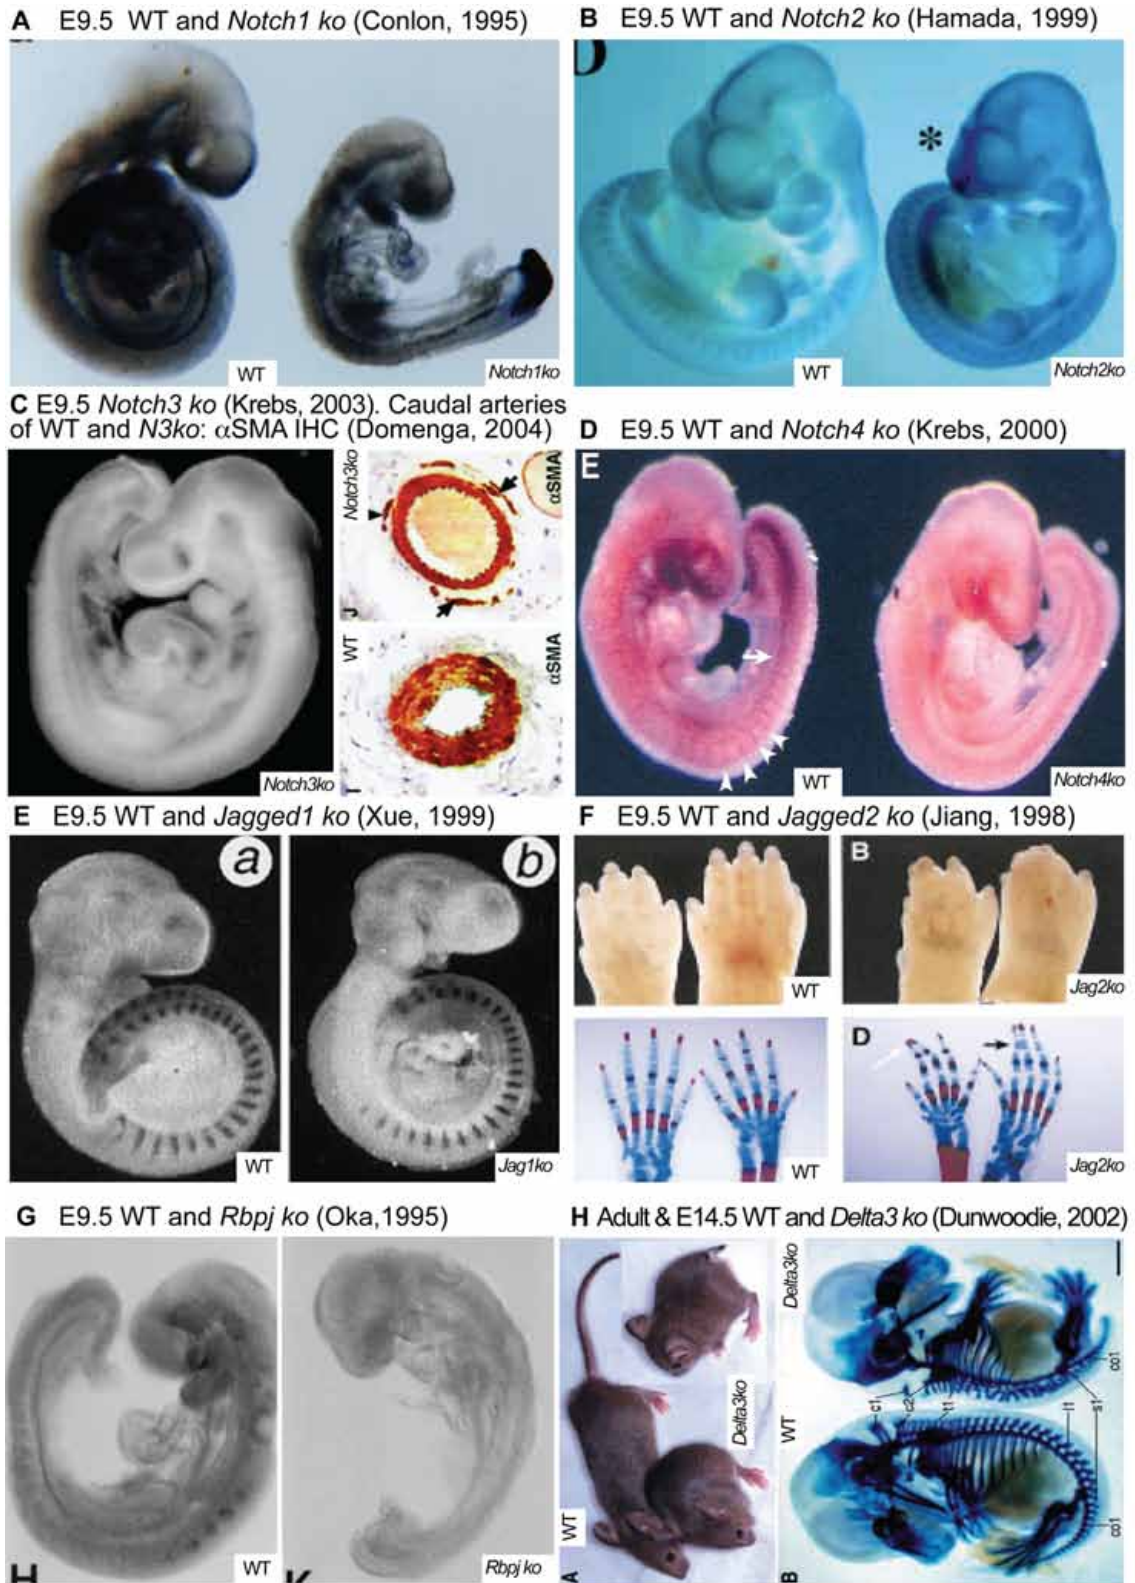 A E9.5 WT and Notch1 ko (Conlon, 1995)
WT
Notch1ko
B E9.5 WT and Notch2 ko (Hamada, 1999)
D
*
WT
Notch2ko
C E9.5 Notch3 ko (Krebs, 2003). Caudal arteries
of WT and N3ko: αSMA IHC (Domenga, 2004)
Notch3ko
Notch3ko
αSMA
J
WT
αSMA
I
D E9.5 WT and Notch4 ko (Krebs, 2000)
E
WT
Notch4ko
E E9.5 WT and Jagged1 ko (Xue, 1999)
a
b
WT
Jag1ko
F E9.5 WT and Jagged2 ko (Jiang, 1998)
B
WT
Jag2ko
D
WT
Jag2ko
G E9.5 WT and Rbpj ko (Oka,1995)
H
WT
K
Rbpj ko
H Adult & E14.5 WT and Delta3 ko (Dunwoodie, 2002)
WT
Delta3ko
A
Delta3ko
WT
B
c1
c2
t1
l1
s1
co1
co1